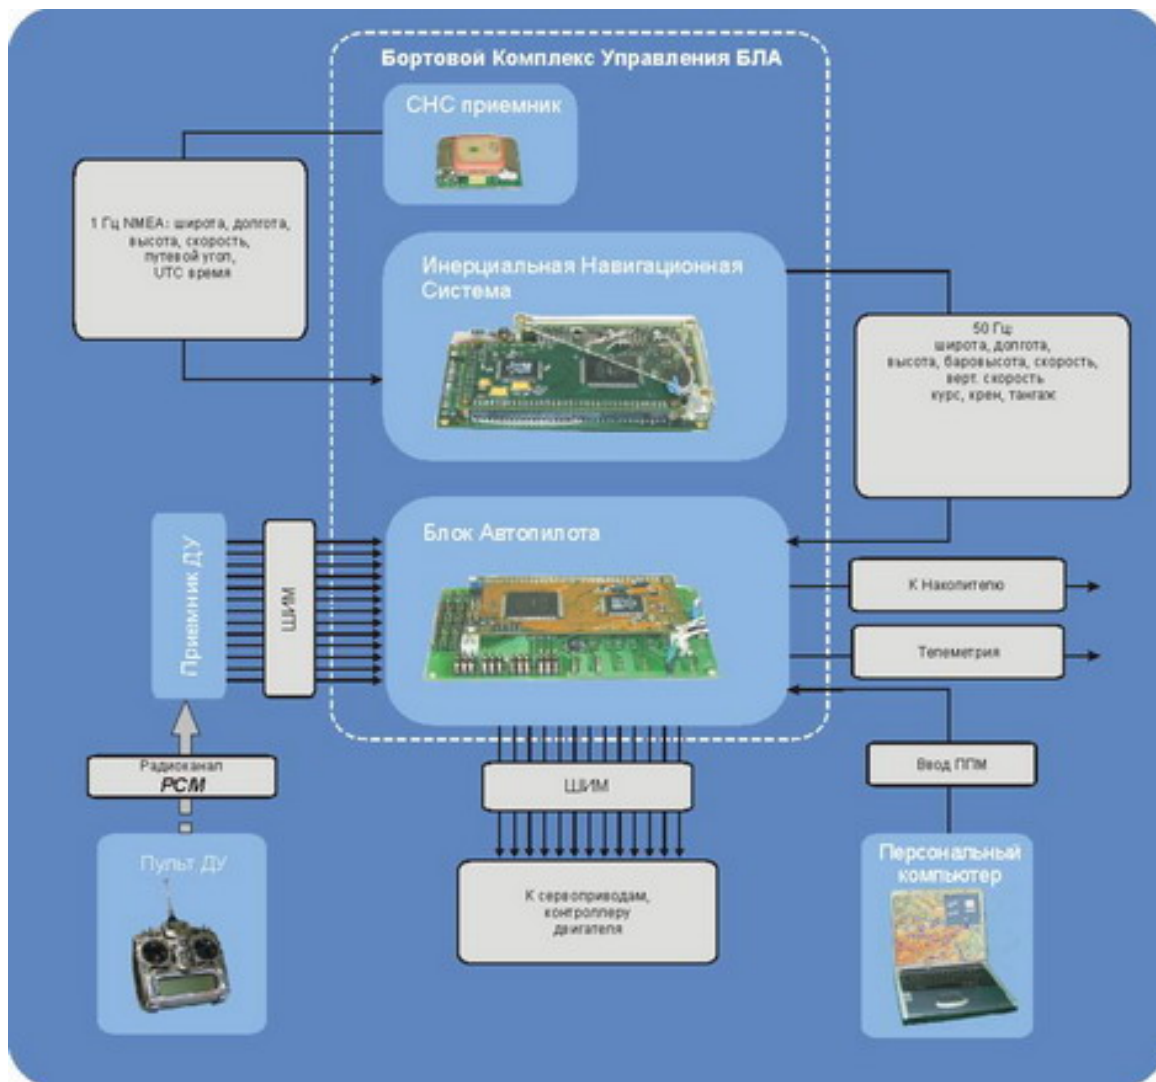 Бортовой Комплекс Управления БЛА
СНС приемник
1 Гц NMEA: широта, долгота,
высота, скорость,
путевой угол,
UTC время
Инерциальная Навигационная
Система
50 Гц:
широта, долгота,
высота, баровысота, скорость,
верт. скорость
курс, крен, тангаж
Блок Автопилота
Приемник ДУ
ШИМ
К Накопителю
Телеметрия
Радиоканал
PCM
ШИМ
Ввод ППМ
Пульт ДУ
К сервоприводам,
контроллеру
двигателя
Персональный
компьютер